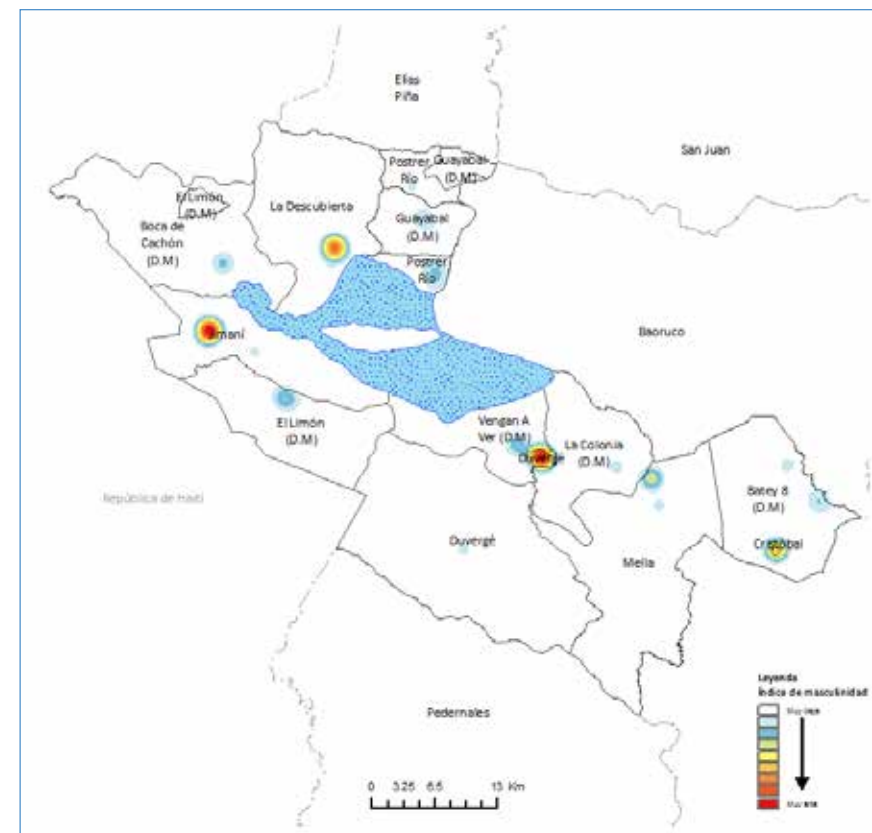 Elías
Piña
San Juan
Postrer
Río
Guayabal
(D.M)
El Limón
(D.M)
La Descubierta
Boca de
Cachón
(D.M)
Guayabal
(D.M)
Postrer
Río
Jimaní
Baoruco
El Limón
(D.M)
Vengan A
Ver (D.M)
Duvergé
La Colonia
(D.M)
República de Haití
Batey 8
(D.M)
Cristóbal
Duvergé
Mella
Pedernales
Leyenda
Índice de masculinidad
Muy
Muy
0 3.25 6.5 13 Km